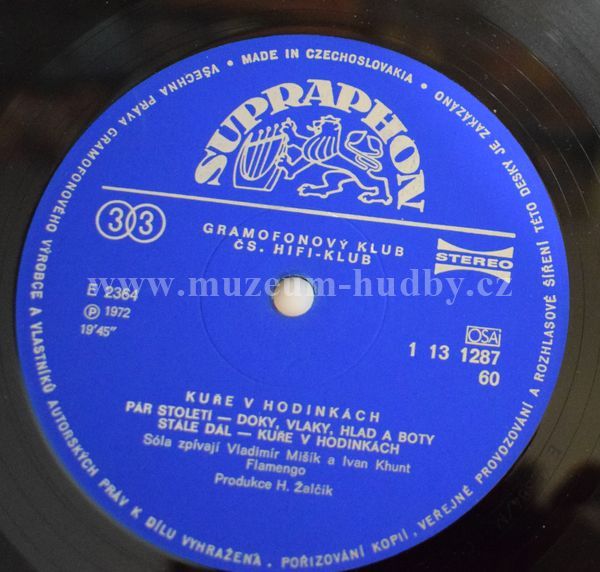 VŠECHNA PRÁVA GRAMOFONOVÉHO VÝROBCE A VLASTNÍKŮ AUTORSKÝCH PRÁV K DÍLU VYHRAŽENA. POŘIZOVÁNÍ KOPIÍ, VEŘEJNÉ PROVOZOVÁNÍ A ROZHLASOVÉ ŠÍŘENÍ TÉTO DESKY JE ZAKÁZÁNO • MADE IN CZECHOSLOVAKIA •
SUPRAPHON
33
GRAMOFONOVÝ KLUB
ČS. HIFI-KLUB
STEREO
www.muzeum-hudby.cz
E 2364
℗ 1972
19'45"
OSA
1 13 1287
60
KUŘE V HODINKÁCH
PÁR STOLETÍ — DOKY, VLAKY, HLAD A BOTY
STÁLE DÁL — KUŘE V HODINKÁCH
Sóla zpívají Vladimír Mišík a Ivan Khunt
Flamengo
Produkce H. Žalčík